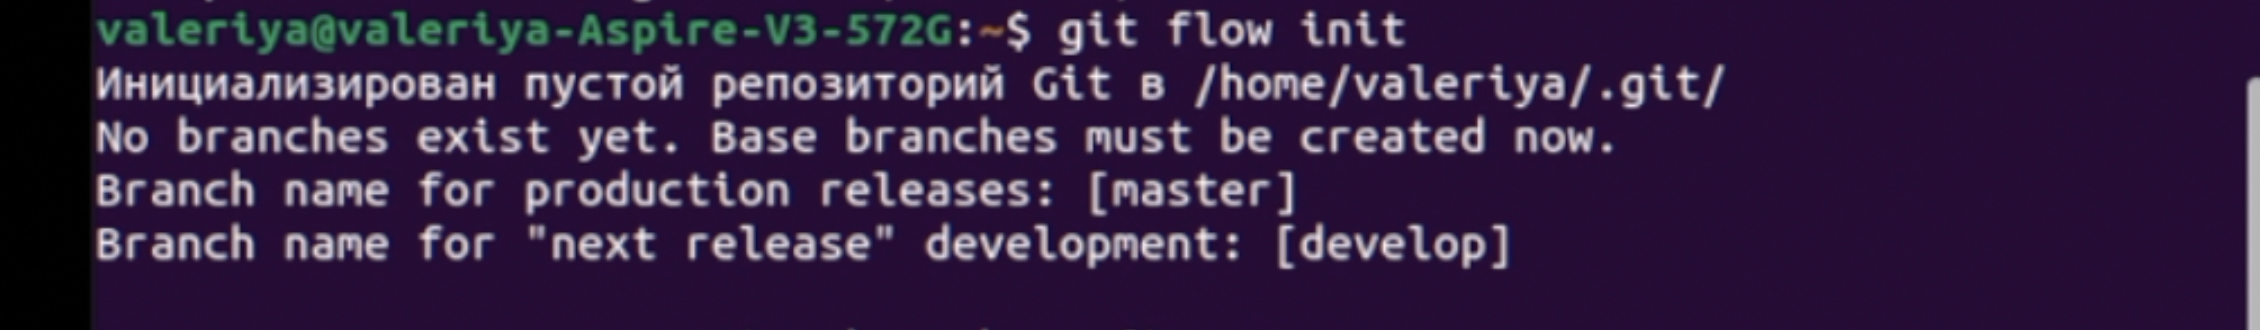 valeriya@valeriya-Aspire-V3-572G:~$ git flow init
Инициализирован пустой репозиторий Git в /home/valeriya/.git/
No branches exist yet. Base branches must be created now.
Branch name for production releases: [master]
Branch name for "next release" development: [develop]